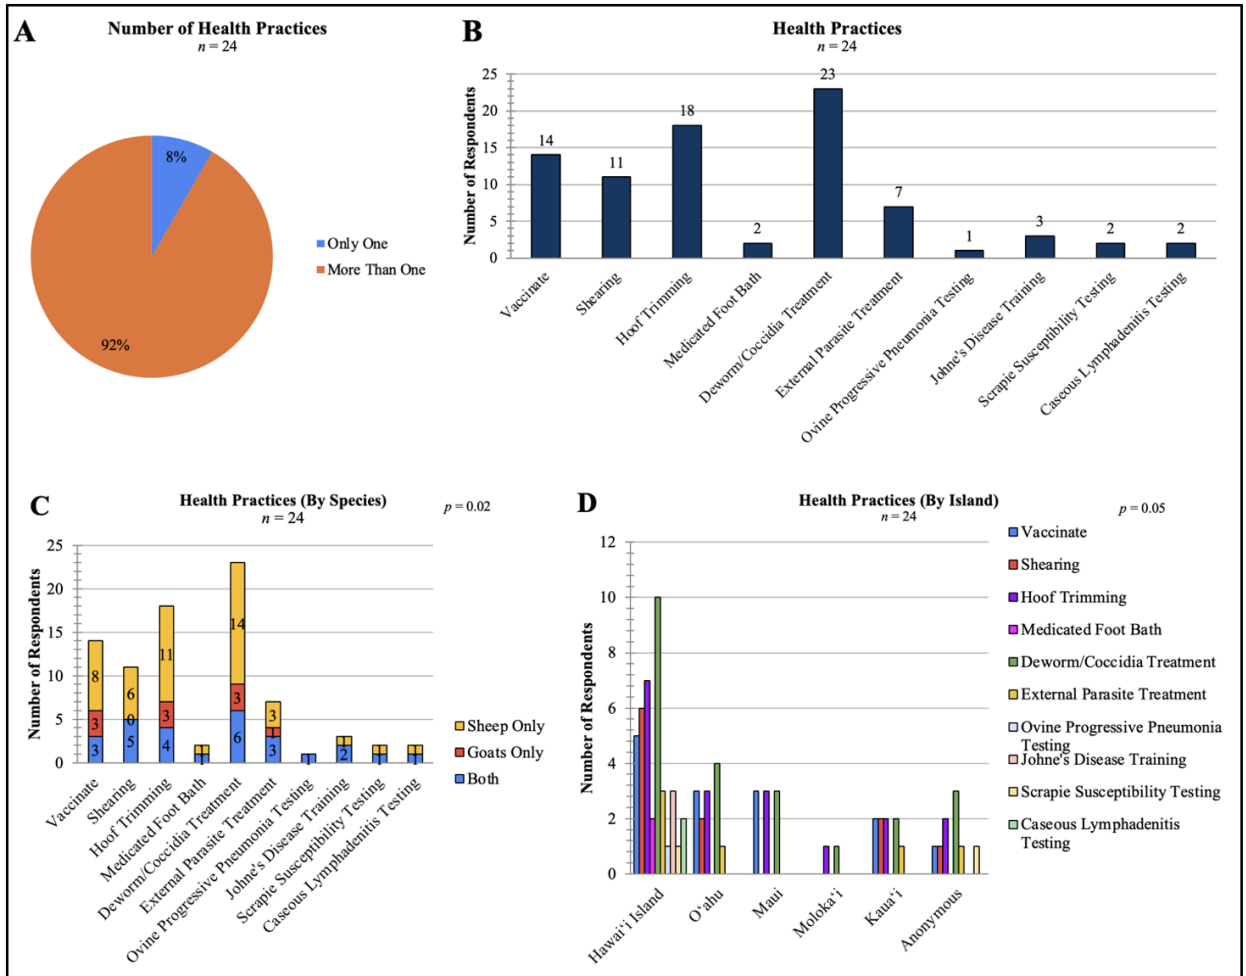 A
Number of Health Practices
n = 24
8%
92%
Only One
More Than One
B
Health Practices
n = 24
Number of Respondents
25
20
15
10
5
0
14
11
18
2
23
7
1
3
2
2
Vaccinate
Shearing
Hoof Trimming
Medicated Foot Bath
Deworm/Coccidia Treatment
External Parasite Treatment
Ovine Progressive Pneumonia Testing
Johne's Disease Training
Scrapie Susceptibility Testing
Caseous Lymphadenitis Testing
C
Health Practices (By Species)
n = 24
p = 0.02
Number of Respondents
25
20
15
10
5
0
8
3
3
6
0
5
11
3
4
1
14
3
6
3
1
3
1
2
1
1
Vaccinate
Shearing
Hoof Trimming
Medicated Foot Bath
Deworm/Coccidia Treatment
External Parasite Treatment
Ovine Progressive Pneumonia Testing
Johne's Disease Training
Scrapie Susceptibility Testing
Caseous Lymphadenitis Testing
Sheep Only
Goats Only
Both
D
Health Practices (By Island)
n = 24
p = 0.05
Number of Respondents
12
10
8
6
4
2
0
Hawai‘i Island
O‘ahu
Maui
Moloka‘i
Kaua‘i
Anonymous
Vaccinate
Shearing
Hoof Trimming
Medicated Foot Bath
Deworm/Coccidia Treatment
External Parasite Treatment
Ovine Progressive Pneumonia
Testing
Johne's Disease Training
Scrapie Susceptibility Testing
Caseous Lymphadenitis
Testing